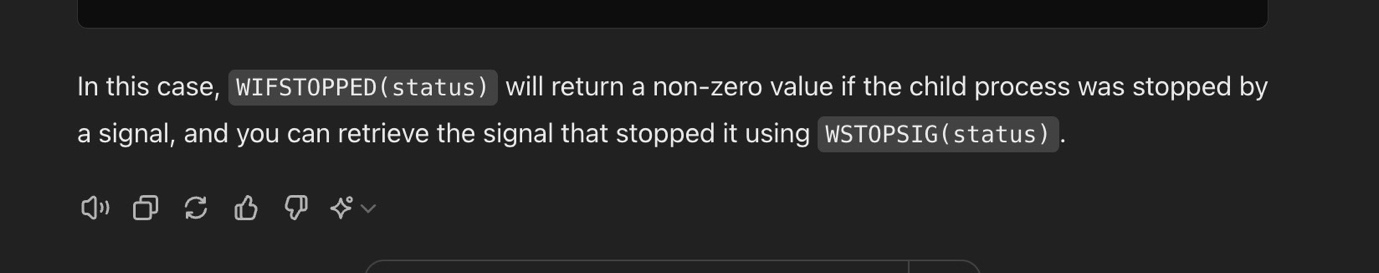 In this case, WIFSTOPPED(status) will return a non-zero value if the child process was stopped by
a signal, and you can retrieve the signal that stopped it using WSTOPSIG(status).